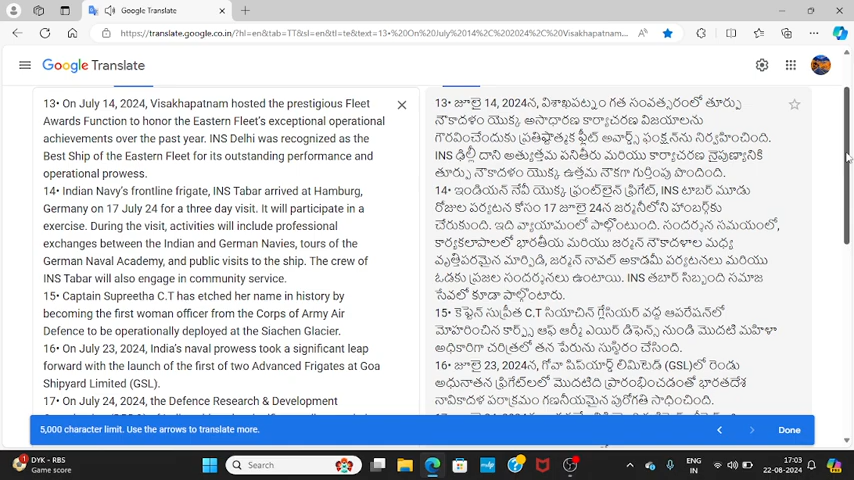 Google Translate
https://translate.google.co.in/?hl=en&tab=TT&sl=en&tl=te&text=13•%20On%20July%2014%2C%202024%2C%20Visakhapatnam...
Google Translate
13• On July 14, 2024, Visakhapatnam hosted the prestigious Fleet
Awards Function to honor the Eastern Fleet's exceptional operational
achievements over the past year. INS Delhi was recognized as the
Best Ship of the Eastern Fleet for its outstanding performance and
operational prowess.
14• Indian Navy's frontline frigate, INS Tabar arrived at Hamburg,
Germany on 17 July 24 for a three day visit. It will participate in a
exercise. During the visit, activities will include professional
exchanges between the Indian and German Navies, tours of the
German Naval Academy, and public visits to the ship. The crew of
INS Tabar will also engage in community service.
15• Captain Supreetha C.T has etched her name in history by
becoming the first woman officer from the Corps of Army Air
Defence to be operationally deployed at the Siachen Glacier.
16• On July 23, 2024, India's naval prowess took a significant leap
forward with the launch of the first of two Advanced Frigates at Goa
Shipyard Limited (GSL).
17• On July 24, 2024, the Defence Research & Development
13• జూలై 14, 2024న, విశాఖపట్నం గత సంవత్సరంలో తూర్పు
నౌకాదళం యొక్క అసాధారణ కార్యాచరణ విజయాలను
గౌరవించేందుకు ప్రతిష్టాత్మక ఫ్లీట్ అవార్డ్స్ ఫంక్షన్‌ను నిర్వహించింది.
INS ఢిల్లీ దాని అత్యుత్తమ పనితీరు మరియు కార్యాచరణ నైపుణ్యానికి
తూర్పు నౌకాదళం యొక్క ఉత్తమ నౌకగా గుర్తింపు పొందింది.
14• ఇండియన్ నేవీ యొక్క ఫ్రంట్‌లైన్ ఫ్రిగేట్, INS టాబర్ మూడు
రోజుల పర్యటన కోసం 17 జూలై 24న జర్మనీలోని హాంబర్గ్‌కు
చేరుకుంది. ఇది వ్యాయామంలో పాల్గొంటుంది. సందర్శన సమయంలో,
కార్యకలాపాలలో భారతీయ మరియు జర్మన్ నౌకాదళాల మధ్య
వృత్తిపరమైన మార్పిడి, జర్మన్ నావల్ అకాడమీ పర్యటనలు మరియు
ఓడకు ప్రజల సందర్శనలు ఉంటాయి. INS తబార్ సిబ్బంది సమాజ
సేవలో కూడా పాల్గొంటారు.
15• కెప్టెన్ సుప్రీత C.T సియాచిన్ గ్లేసియర్ వద్ద ఆపరేషన్‌లో
మోహరించిన కార్ప్స్ ఆఫ్ ఆర్మీ ఎయిర్ డిఫెన్స్ నుండి మొదటి మహిళా
అధికారిగా చరిత్రలో తన పేరును సుస్థిరం చేసింది.
16• జూలై 23, 2024న, గోవా షిప్‌యార్డ్ లిమిటెడ్ (GSL)లో రెండు
అధునాతన ఫ్రిగేట్‌లలో మొదటిది ప్రారంభించడంతో భారతదేశ
నావికాదళ పరాక్రమం గణనీయమైన పురోగతి సాధించింది.
5,000 character limit. Use the arrows to translate more.
Done
DYK - RBS
Game score
Search
ENG
IN
17:03
22-08-2024